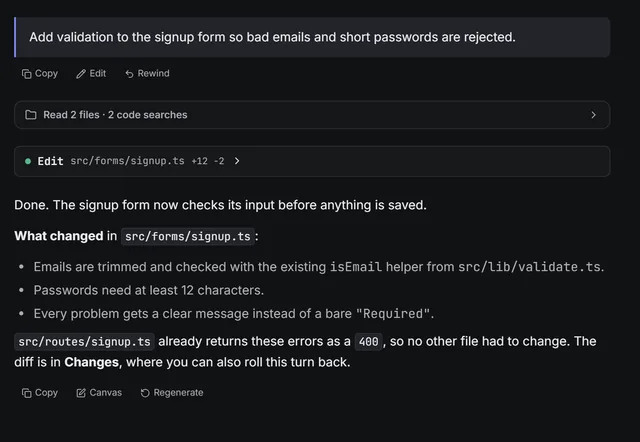 Add validation to the signup form so bad emails and short passwords are rejected.
Copy Edit Rewind
Read 2 files · 2 code searches
Edit src/forms/signup.ts +12 -2
Done. The signup form now checks its input before anything is saved.
What changed in src/forms/signup.ts:
• Emails are trimmed and checked with the existing isEmail helper from src/lib/validate.ts.
• Passwords need at least 12 characters.
• Every problem gets a clear message instead of a bare "Required".
src/routes/signup.ts already returns these errors as a 400, so no other file had to change. The
diff is in Changes, where you can also roll this turn back.
Copy Canvas Regenerate